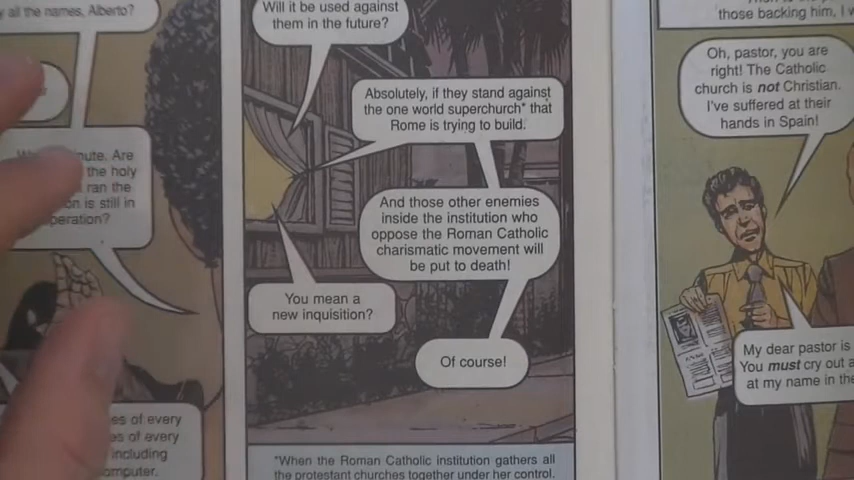 y all the names, Alberto?
nute. Are
the holy
ran the
n is still in
peration?
es of every
es of every
including
omputer.
Will it be used against
them in the future?
Absolutely, if they stand against
the one world superchurch* that
Rome is trying to build.
And those other enemies
inside the institution who
oppose the Roman Catholic
charismatic movement will
be put to death!
You mean a
new inquisition?
Of course!
*When the Roman Catholic institution gathers all
the protestant churches together under her control.
those backing him, I w
Oh, pastor, you are
right! The Catholic
church is not Christian.
I've suffered at their
hands in Spain!
My dear pastor is
You must cry out a
at my name in the